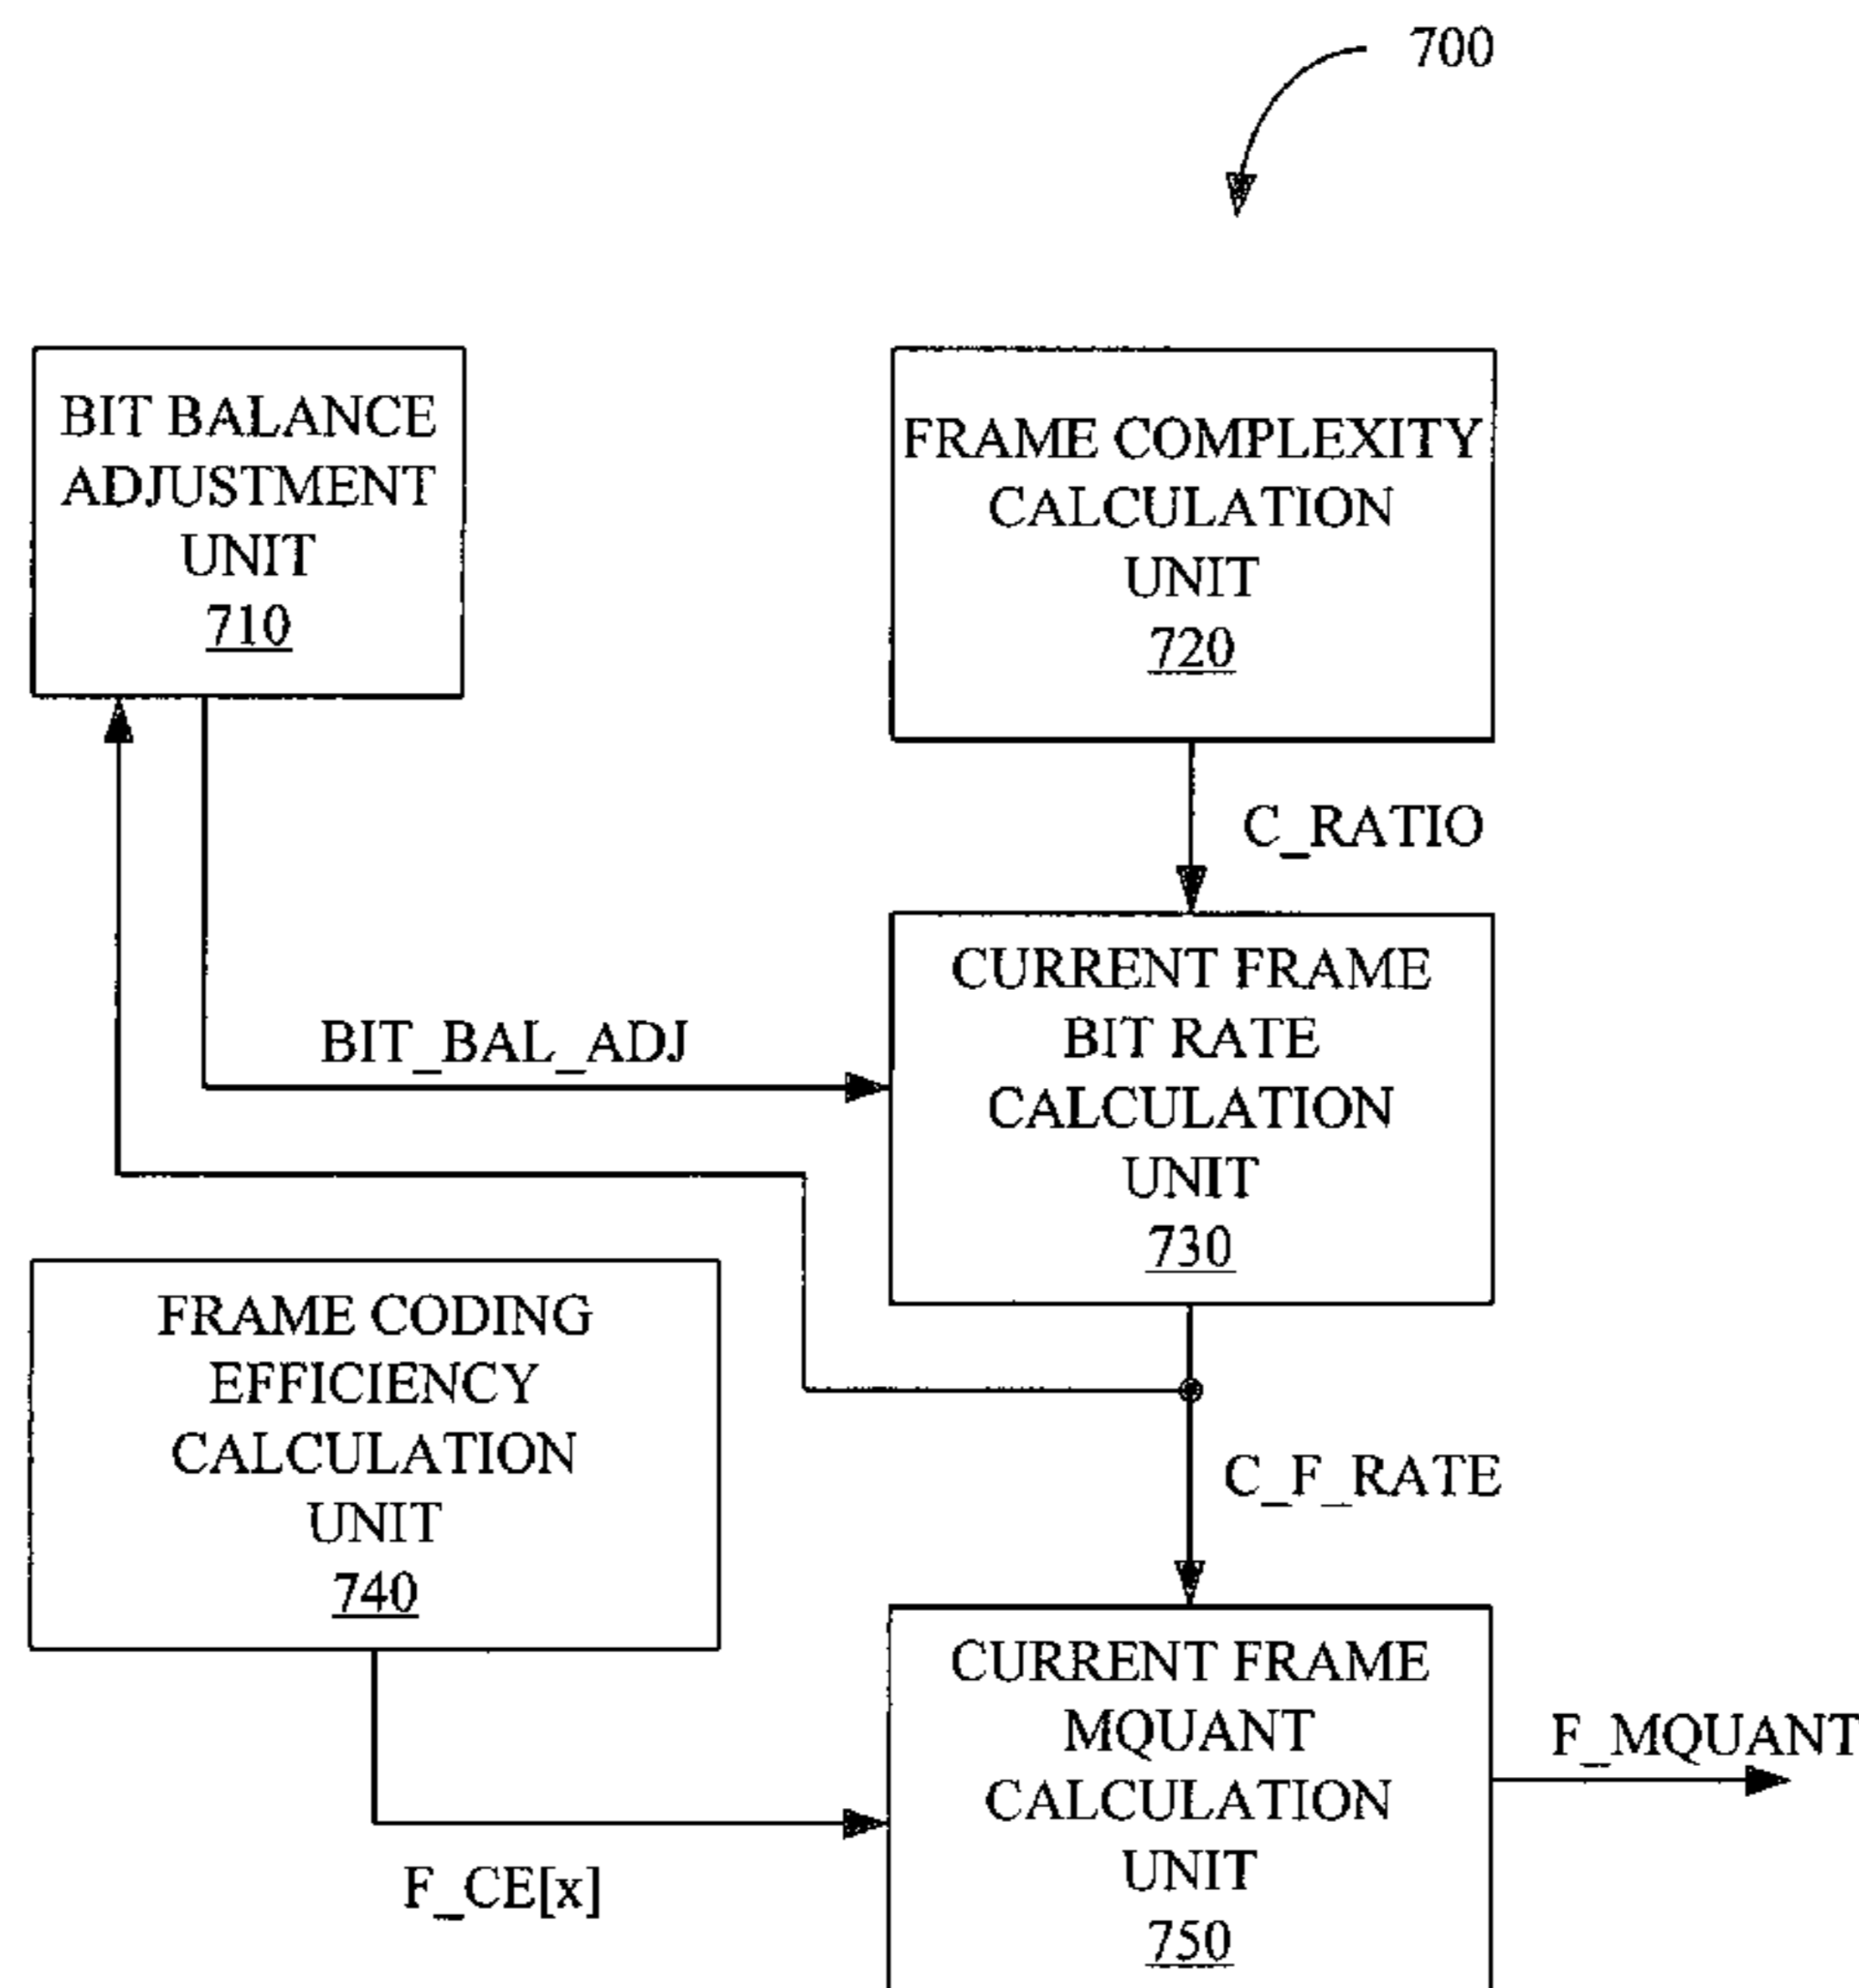 700
BIT BALANCE
ADJUSTMENT
UNIT
710
FRAME COMPLEXITY
CALCULATION
UNIT
720
C_RATIO
BIT_BAL_ADJ
CURRENT FRAME
BIT RATE
CALCULATION
UNIT
730
FRAME CODING
EFFICIENCY
CALCULATION
UNIT
740
C_F_RATE
CURRENT FRAME
MQUANT
CALCULATION
UNIT
750
F_MQUANT
F_CE[x]